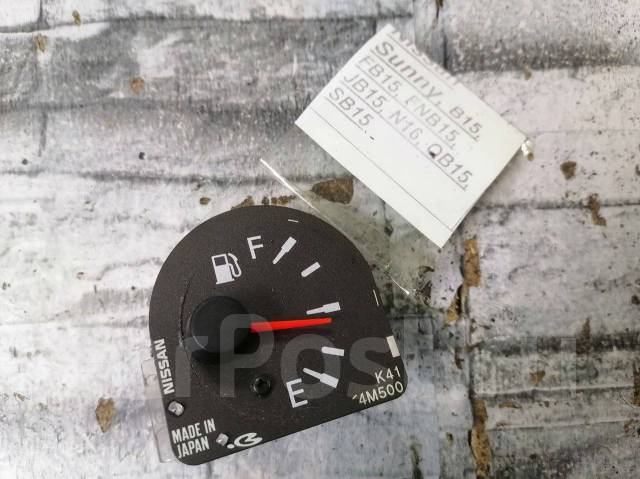 Nissan
Sunny, B15,
FB15, FNB15,
JB15, N16, QB15,
SB15
F
E
NISSAN
K41
4M500
MADE IN
JAPAN